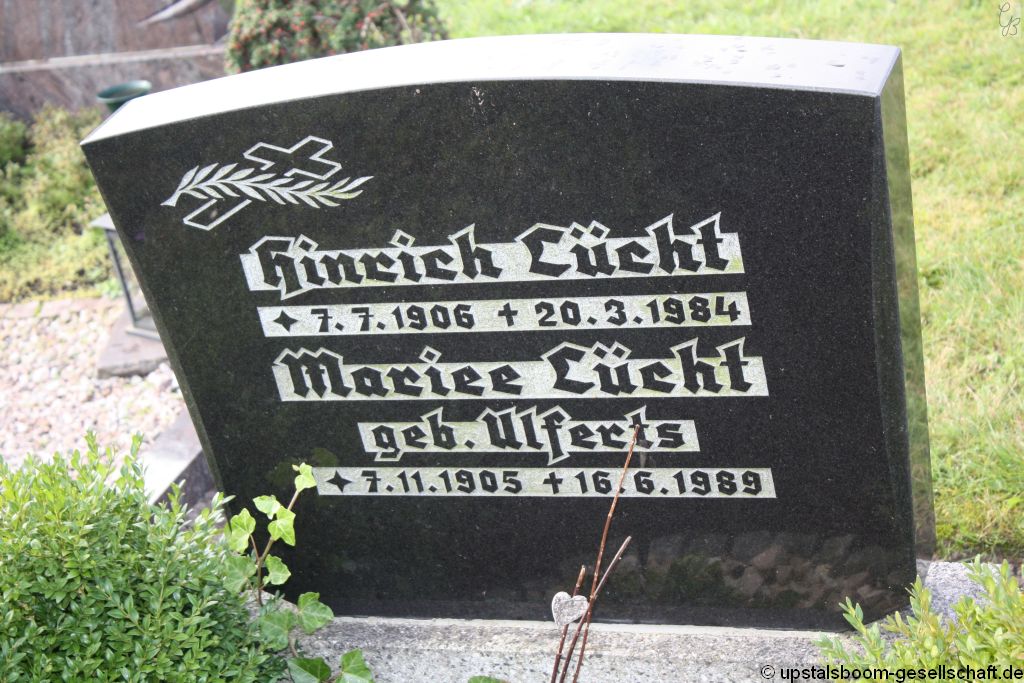 Hinrich Lücht
✦ 7.7.1906 ✝ 20.3.1984
Mariee Lücht
geb. Ulferts
✦ 7.11.1905 ✝ 16.6.1989
© upstalsboom-gesellschaft.de